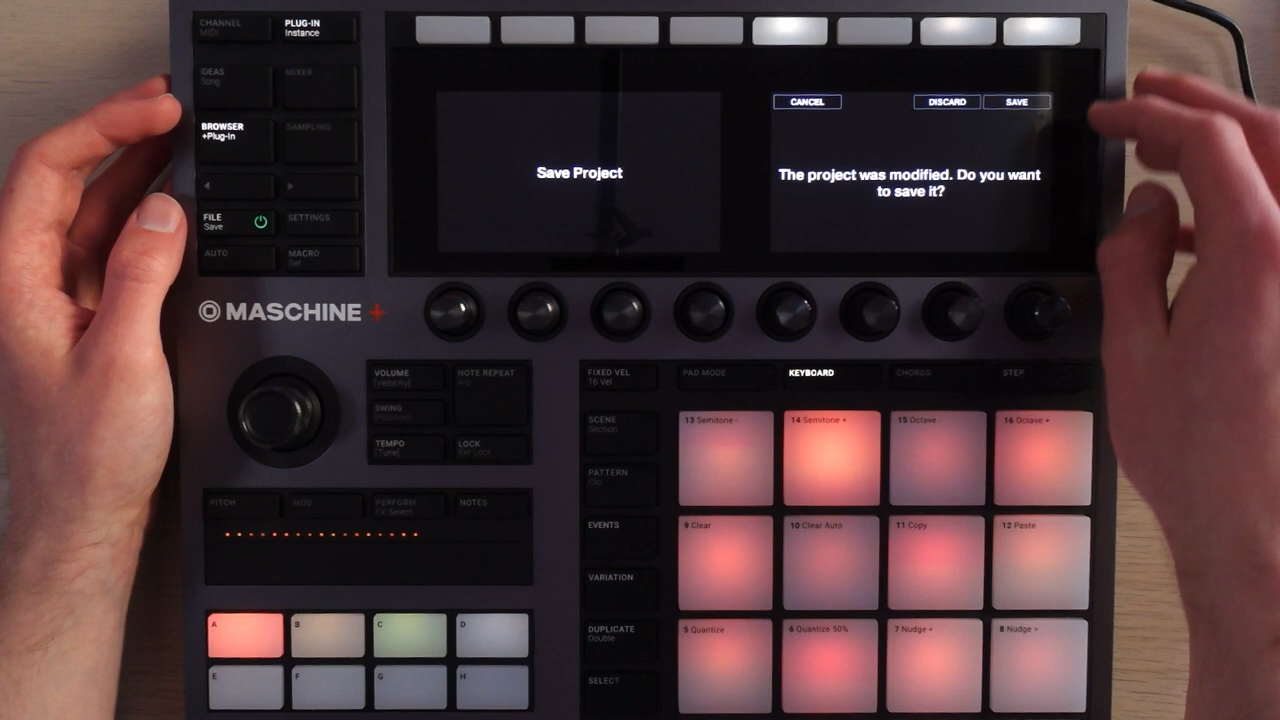 CHANNEL
MIDI
PLUG-IN
Instance
IDEAS
Song
MIXER
BROWSER
+Plug-in
SAMPLING
FILE
Save
SETTINGS
AUTO
MACRO
Set
CANCEL
DISCARD
SAVE
Save Project
The project was modified. Do you want
to save it?
MASCHINE +
VOLUME
[Velocity]
NOTE REPEAT
Arp
SWING
[Position]
TEMPO
[Tune]
LOCK
Ext Lock
FIXED VEL
16 Vel
PAD MODE
KEYBOARD
CHORDS
STEP
SCENE
Section
PATTERN
Clip
EVENTS
VARIATION
DUPLICATE
Double
SELECT
13 Semitone -
14 Semitone +
15 Octave -
16 Octave +
9 Clear
10 Clear Auto
11 Copy
12 Paste
5 Quantize
6 Quantize 50%
7 Nudge <
8 Nudge >
PITCH
MOD
PERFORM
FX Select
NOTES
A
B
C
D
E
F
G
H